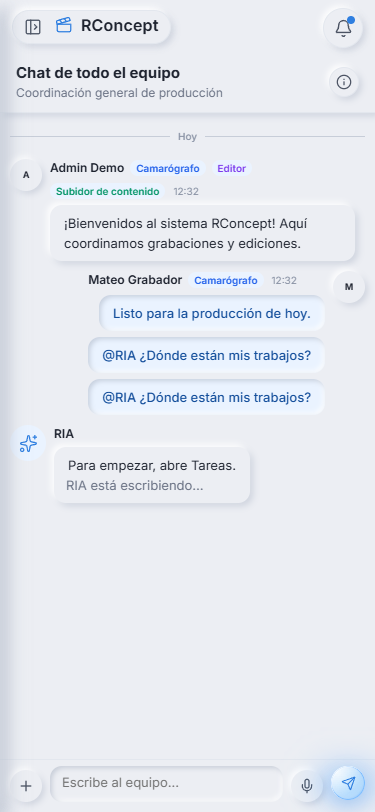 RConcept
Chat de todo el equipo
Coordinación general de producción
Hoy
A
Admin Demo Camarógrafo Editor
Subidor de contenido 12:32
¡Bienvenidos al sistema RConcept! Aquí
coordinamos grabaciones y ediciones.
Mateo Grabador Camarógrafo 12:32
M
Listo para la producción de hoy.
@RIA ¿Dónde están mis trabajos?
@RIA ¿Dónde están mis trabajos?
RIA
Para empezar, abre Tareas.
RIA está escribiendo...
Escribe al equipo...